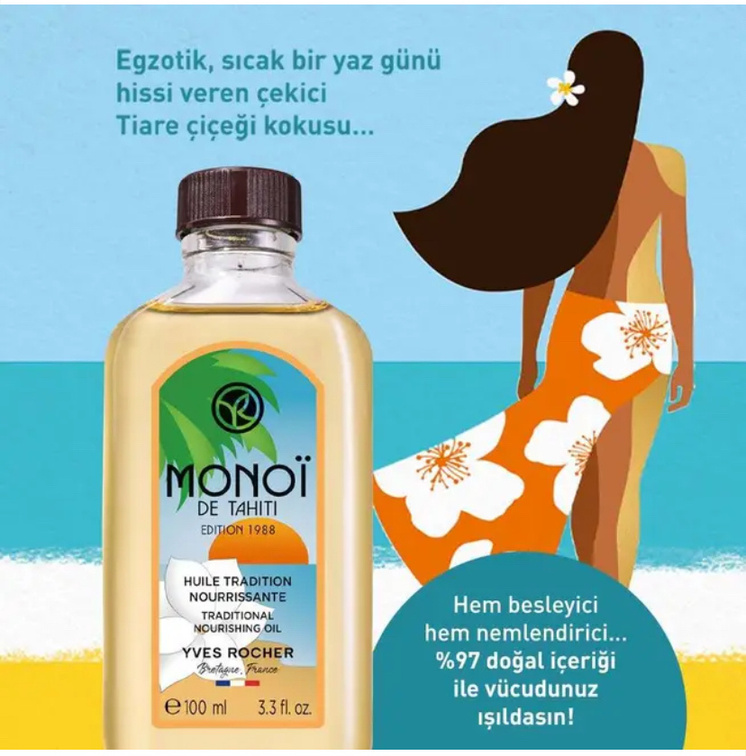 Egzotik, sıcak bir yaz günü
hissi veren çekici
Tiare çiçeği kokusu...
YR
MONOÏ
DE TAHITI
EDITION 1988
HUILE TRADITION
NOURRISSANTE
TRADITIONAL
NOURISHING OIL
YVES ROCHER
Bretagne, France
℮100 ml 3.3 fl. oz.
Hem besleyici
hem nemlendirici...
%97 doğal içeriği
ile vücudunuz
ışıldasın!